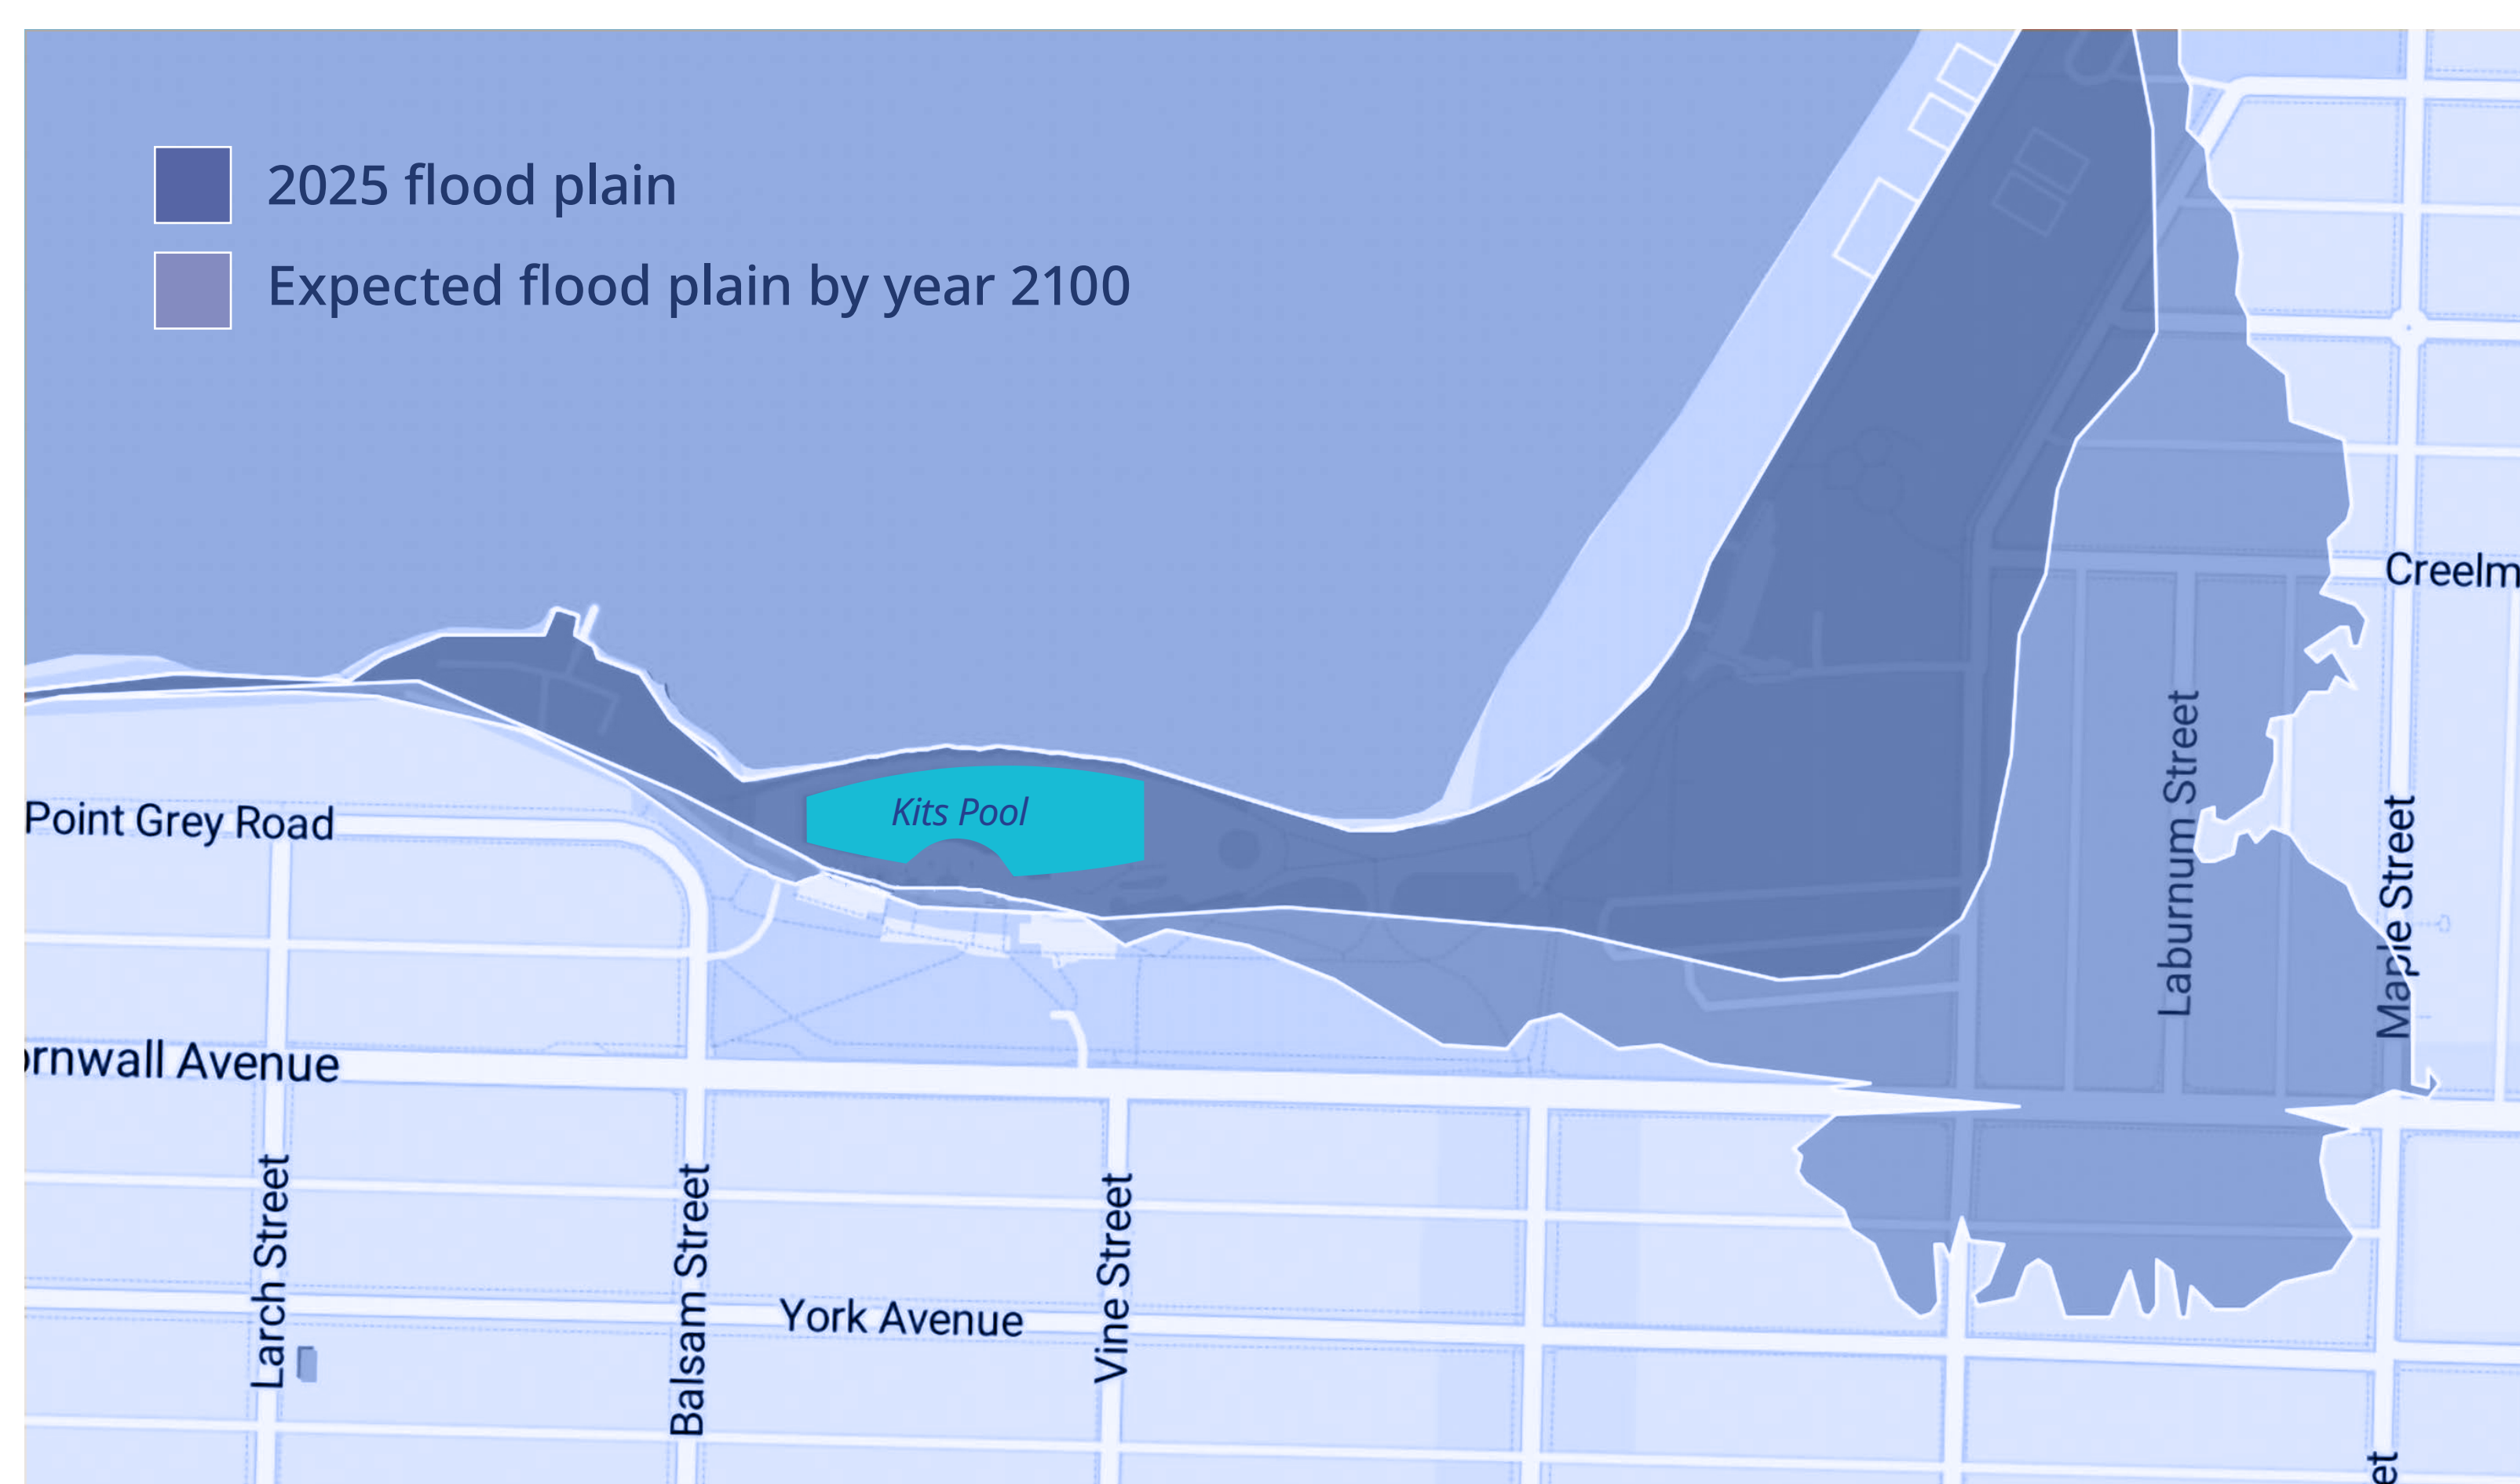 2025 flood plain
Expected flood plain by year 2100
Creelm
Kits Pool
Point Grey Road
Laburnum Street
Maple Street
ornwall Avenue
Larch Street
Balsam Street
Vine Street
York Avenue
et